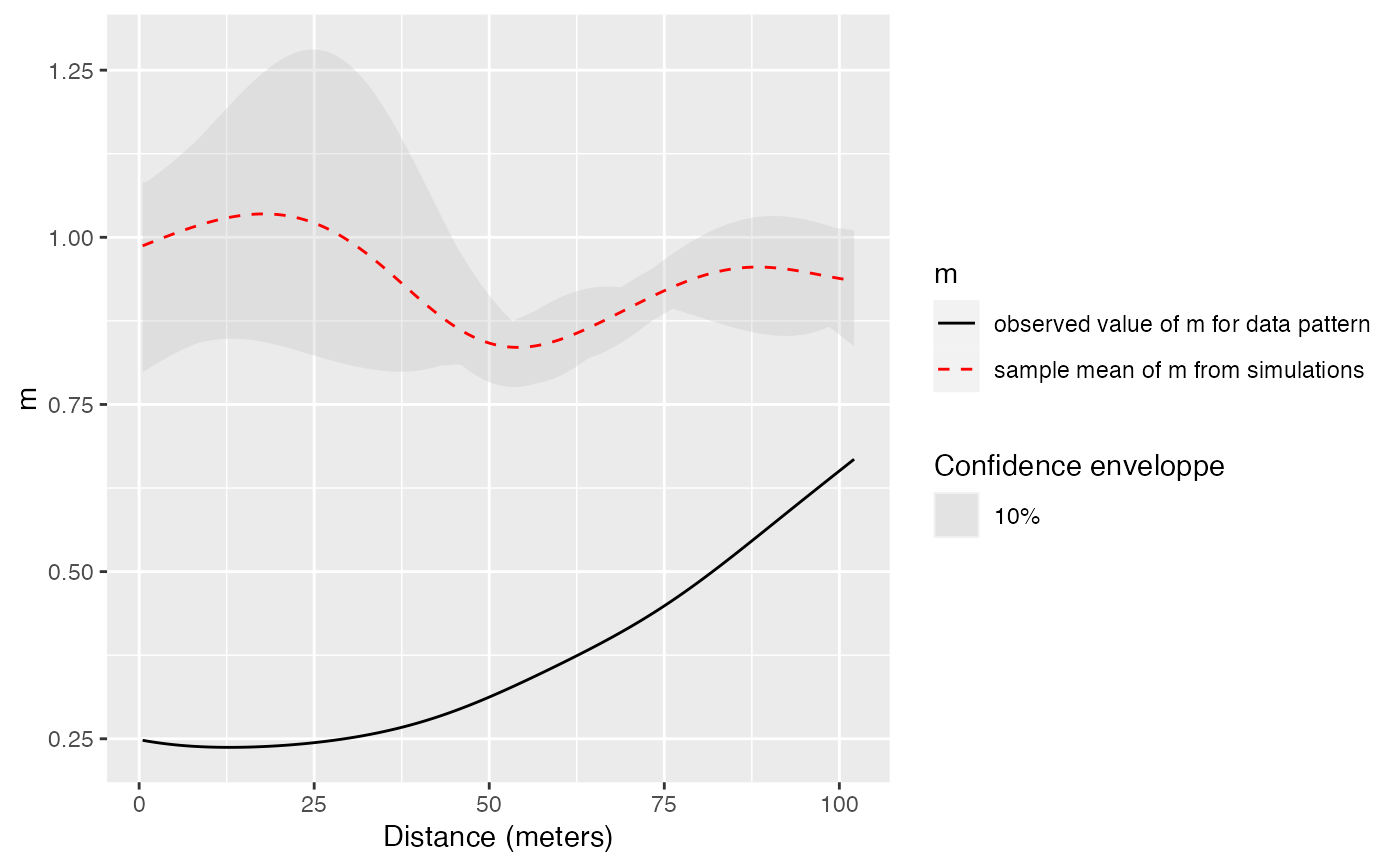 m
1.25
1.00
0.75
0.50
0.25
0
25
50
75
100
Distance (meters)
m
observed value of m for data pattern
sample mean of m from simulations
Confidence enveloppe
10%